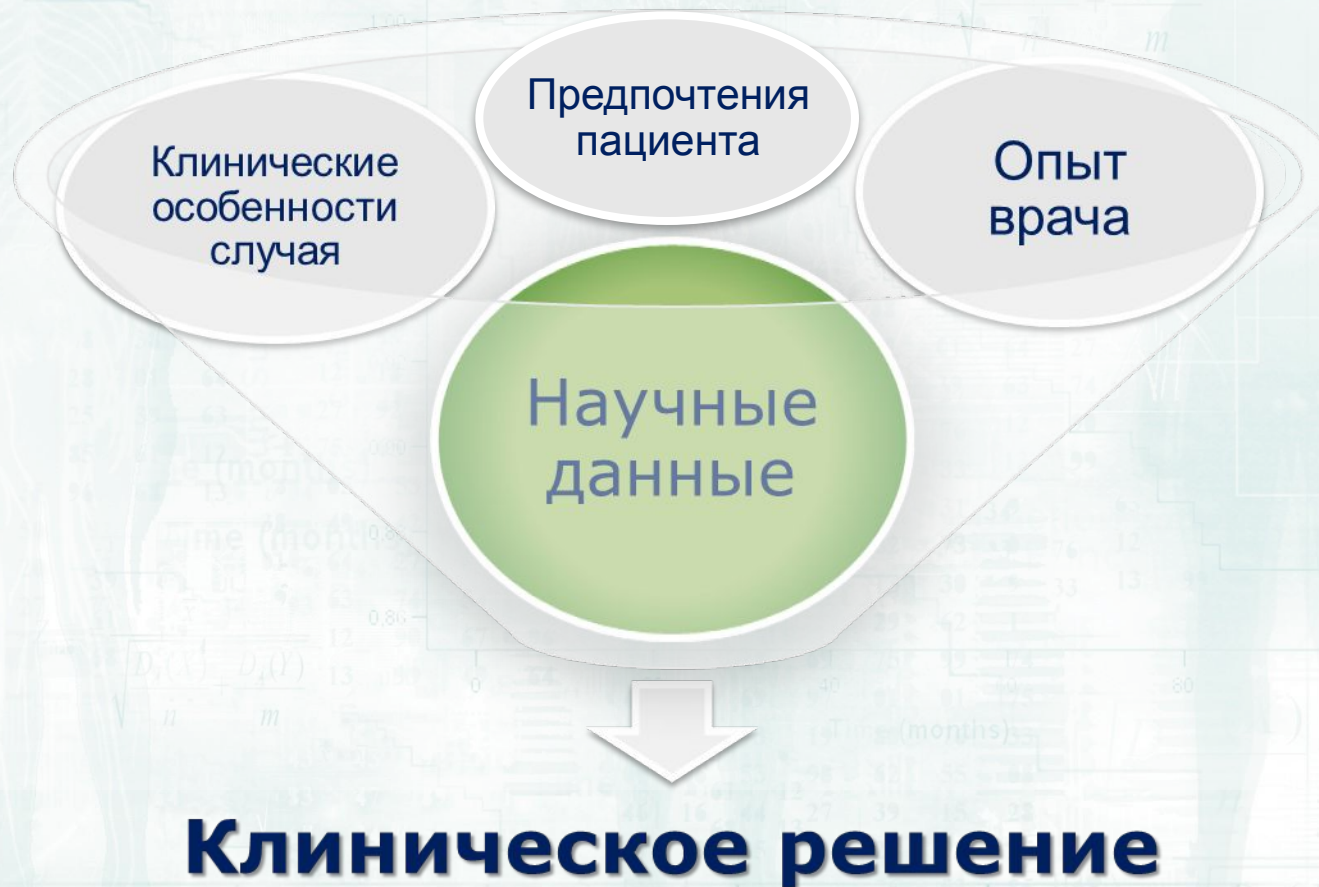 Предпочтения
пациента
Клинические
особенности
случая
Опыт
врача
Научные
данные
Клиническое решение